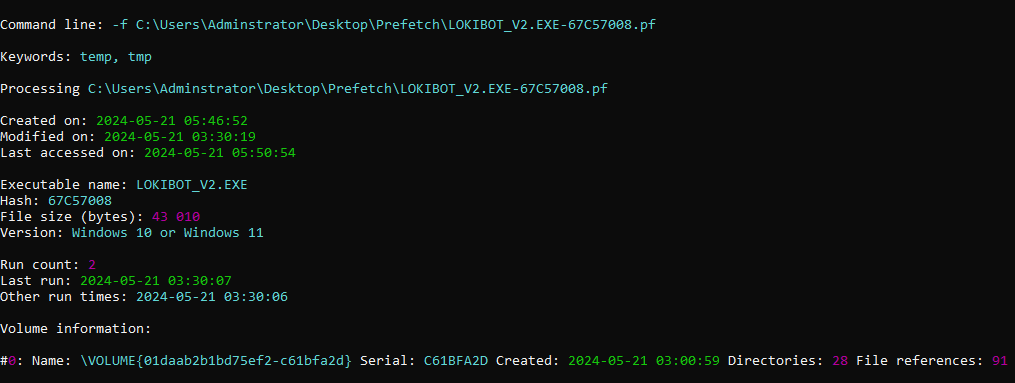 Command line: -f C:\Users\Adminstrator\Desktop\Prefetch\LOKIBOT_V2.EXE-67C57008.pf
Keywords: temp, tmp
Processing C:\Users\Adminstrator\Desktop\Prefetch\LOKIBOT_V2.EXE-67C57008.pf
Created on: 2024-05-21 05:46:52
Modified on: 2024-05-21 03:30:19
Last accessed on: 2024-05-21 05:50:54
Executable name: LOKIBOT_V2.EXE
Hash: 67C57008
File size (bytes): 43 010
Version: Windows 10 or Windows 11
Run count: 2
Last run: 2024-05-21 03:30:07
Other run times: 2024-05-21 03:30:06
Volume information:
#0: Name: \VOLUME{01daab2b1bd75ef2-c61bfa2d} Serial: C61BFA2D Created: 2024-05-21 03:00:59 Directories: 28 File references: 91